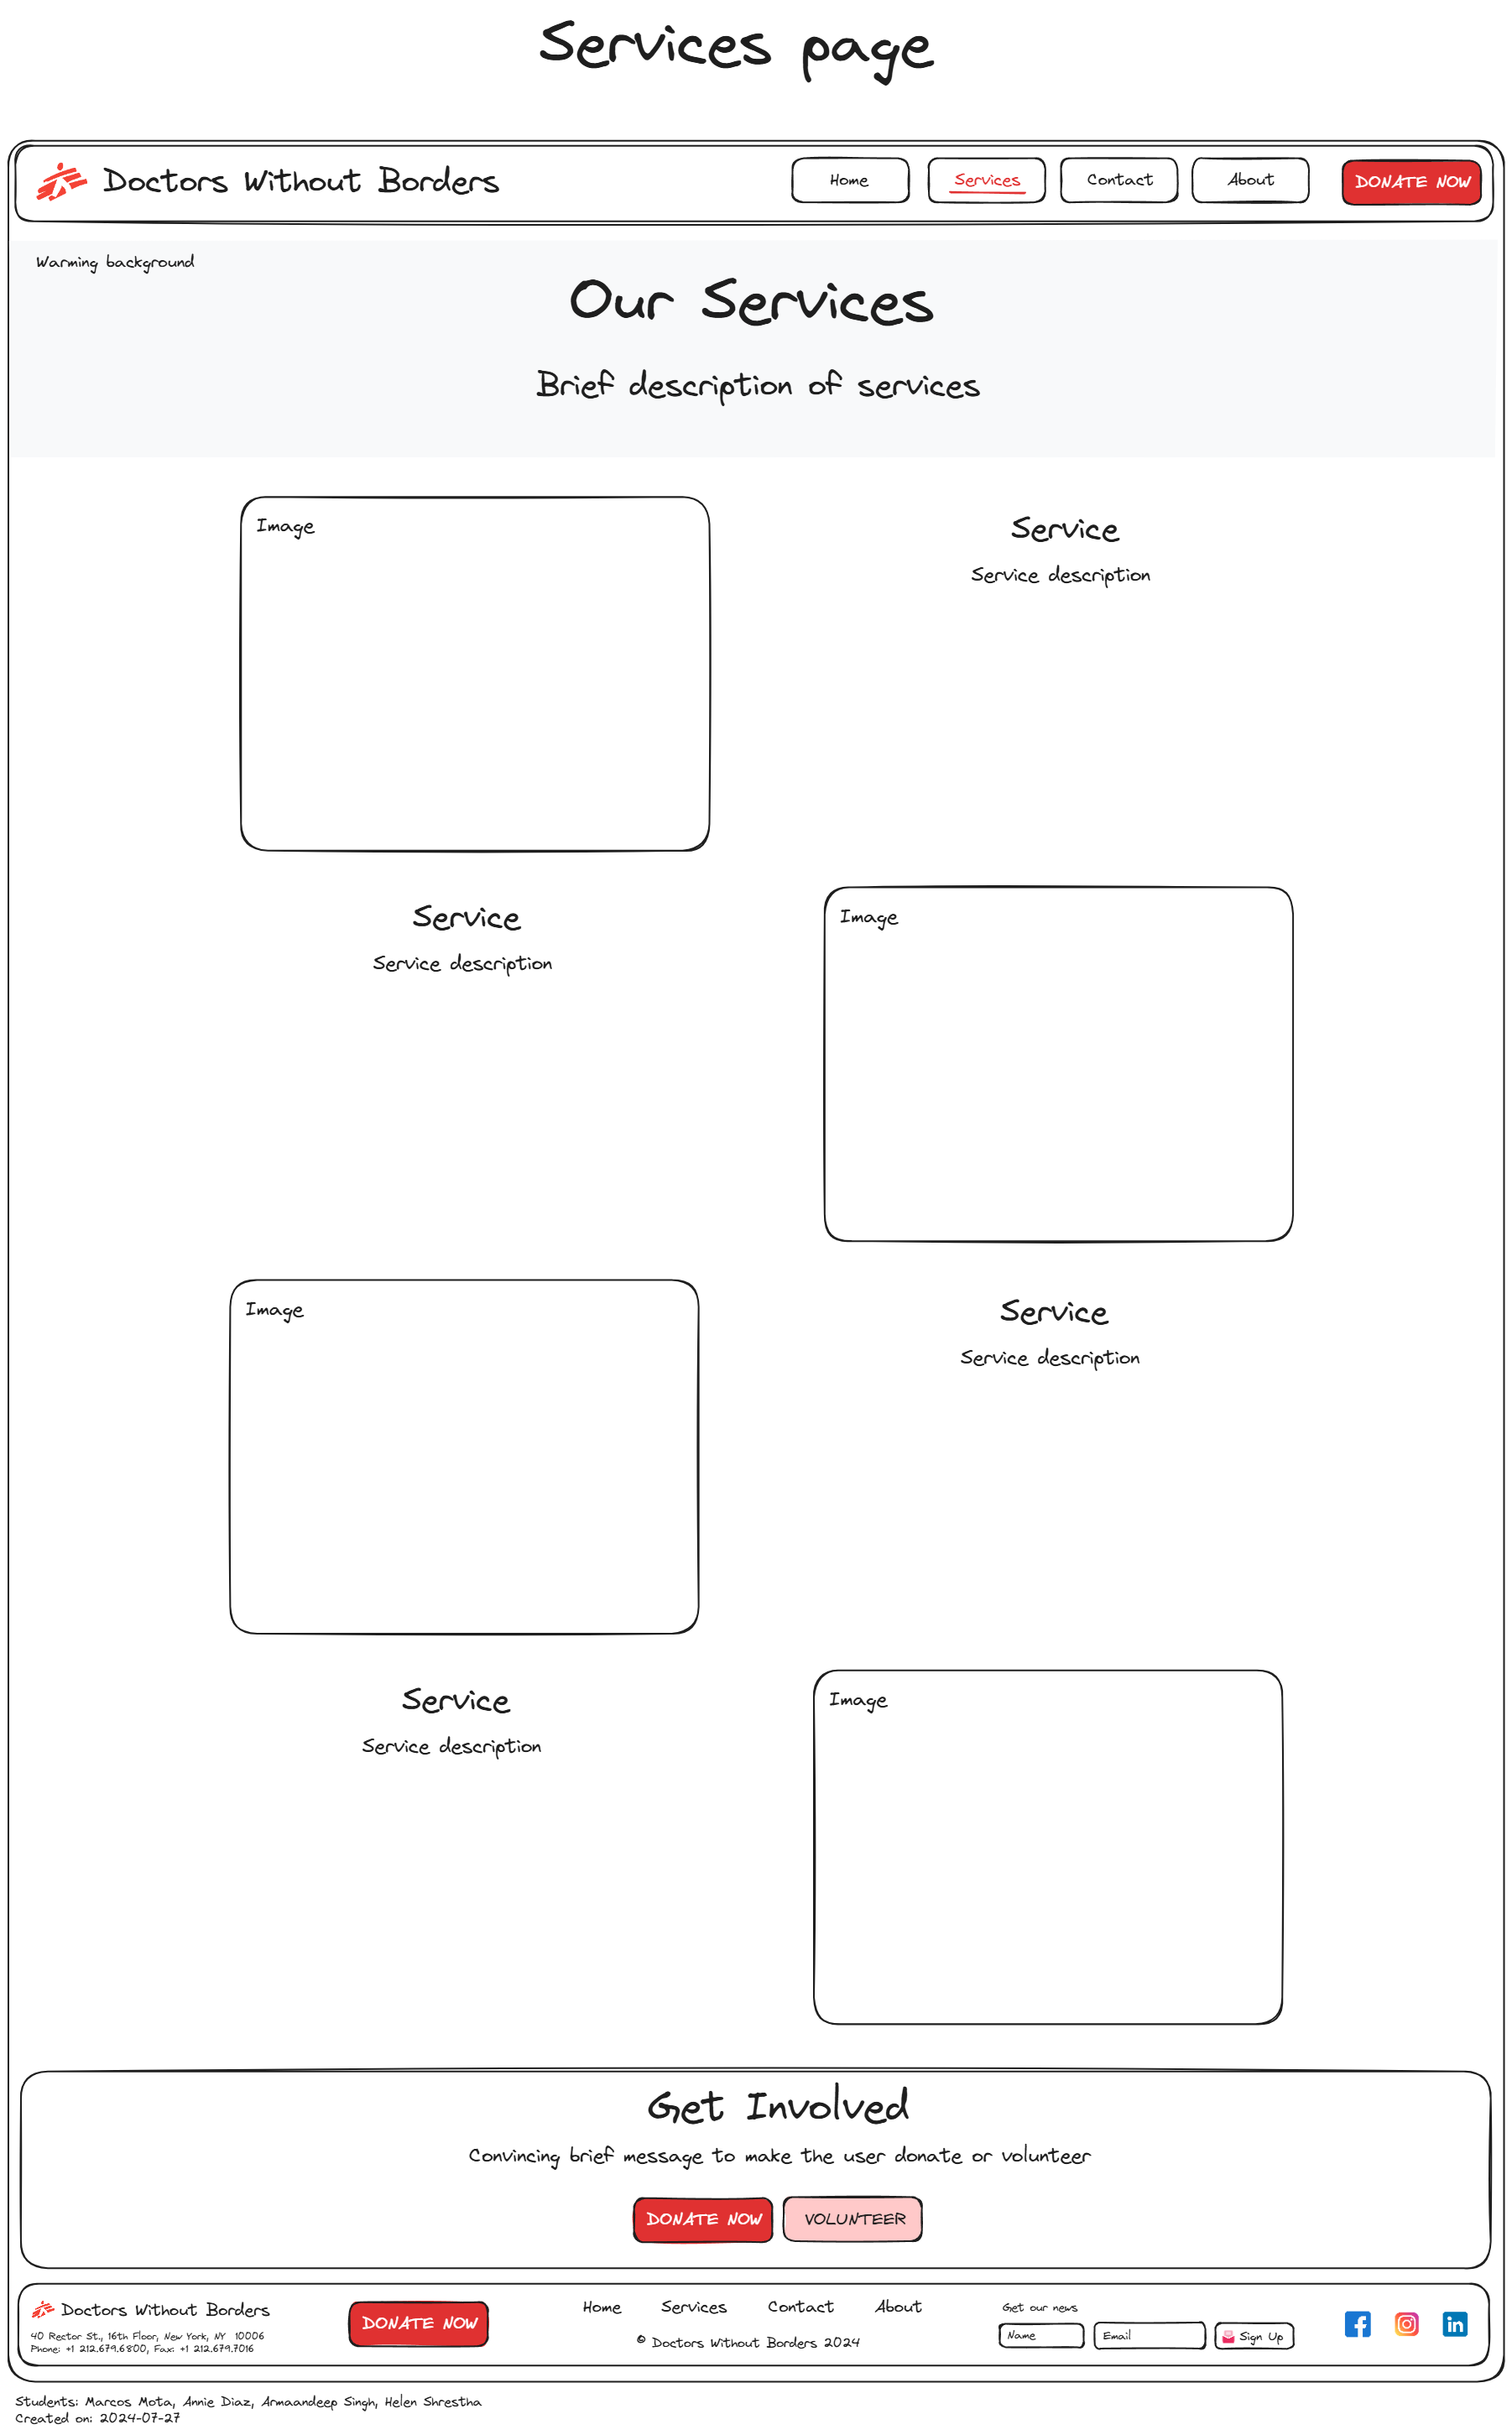 Services page
Doctors Without Borders
Home
Services
Contact
About
DONATE NOW
Warming background
Our Services
Brief description of services
Image
Service
Service description
Service
Service description
Image
Image
Service
Service description
Service
Service description
Image
Get Involved
Convincing brief message to make the user donate or volunteer
DONATE NOW
VOLUNTEER
Doctors Without Borders
40 Rector St., 16th Floor, New York, NY 10006
Phone: +1 212.679.6800, Fax: +1 212.679.7016
DONATE NOW
Home Services Contact About
© Doctors Without Borders 2024
Get our news
Name
Email
Sign Up
Students: Marcos Mota, Annie Diaz, Armaandeep Singh, Helen Shrestha
Created on: 2024-07-27